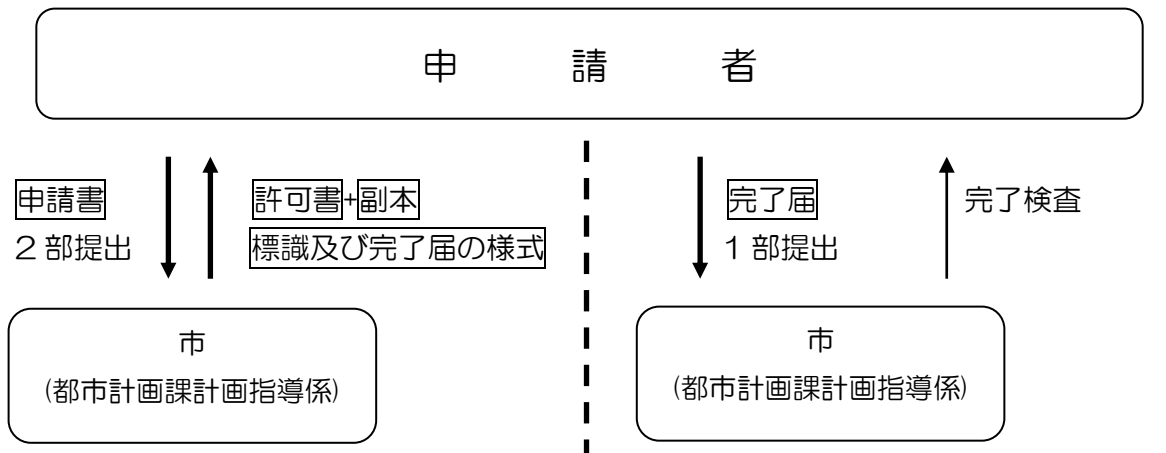 申 請 者
申請書
2部提出
許可書+副本
標識及び完了届の様式
市
(都市計画課計画指導係)
完了届
1部提出
完了検査
市
(都市計画課計画指導係)